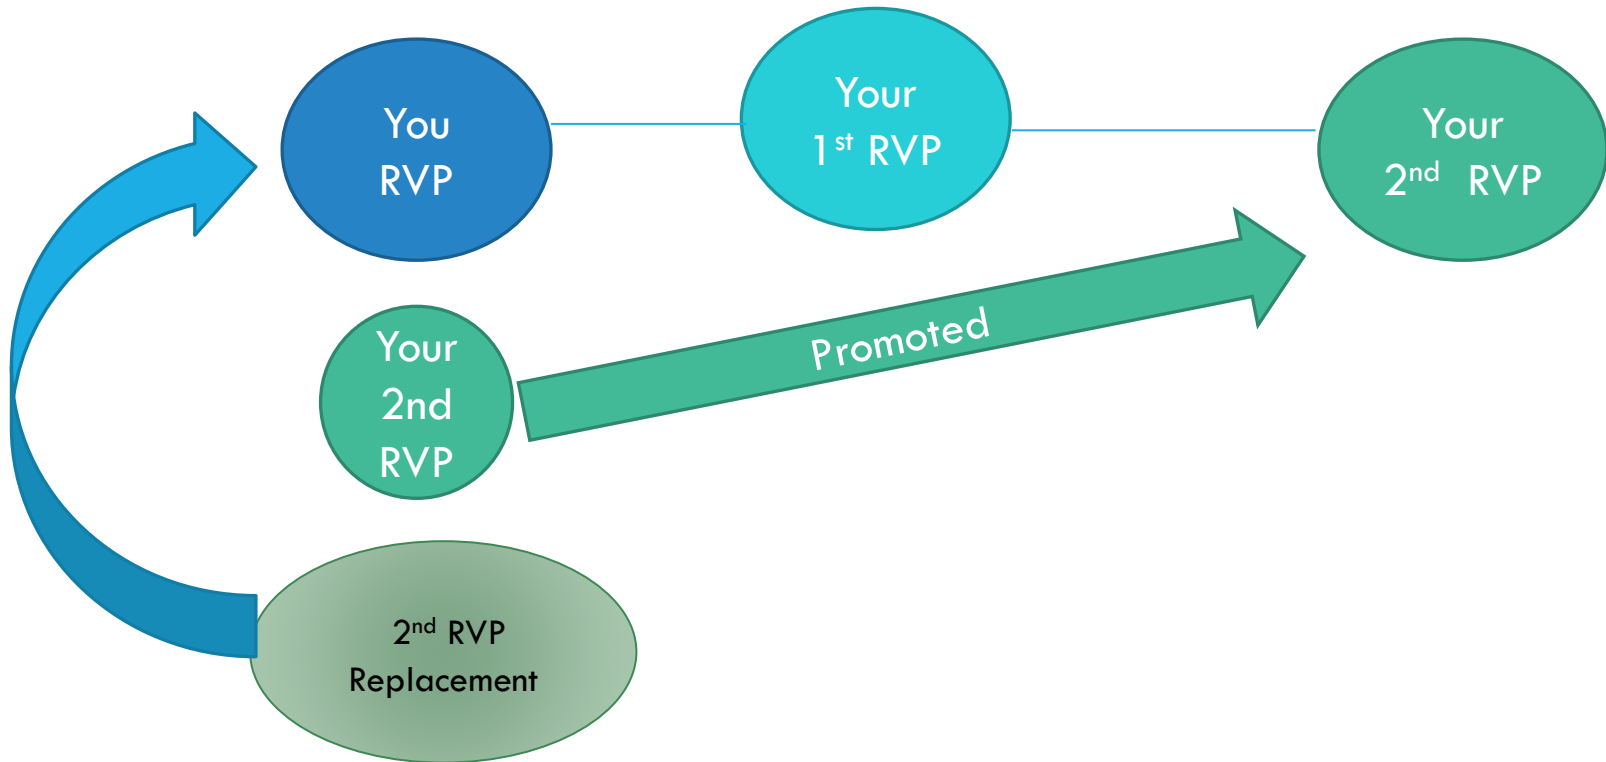 You
RVP
Your
1st RVP
Your
2nd RVP
Promoted
Your
2nd
RVP
2nd RVP
Replacement